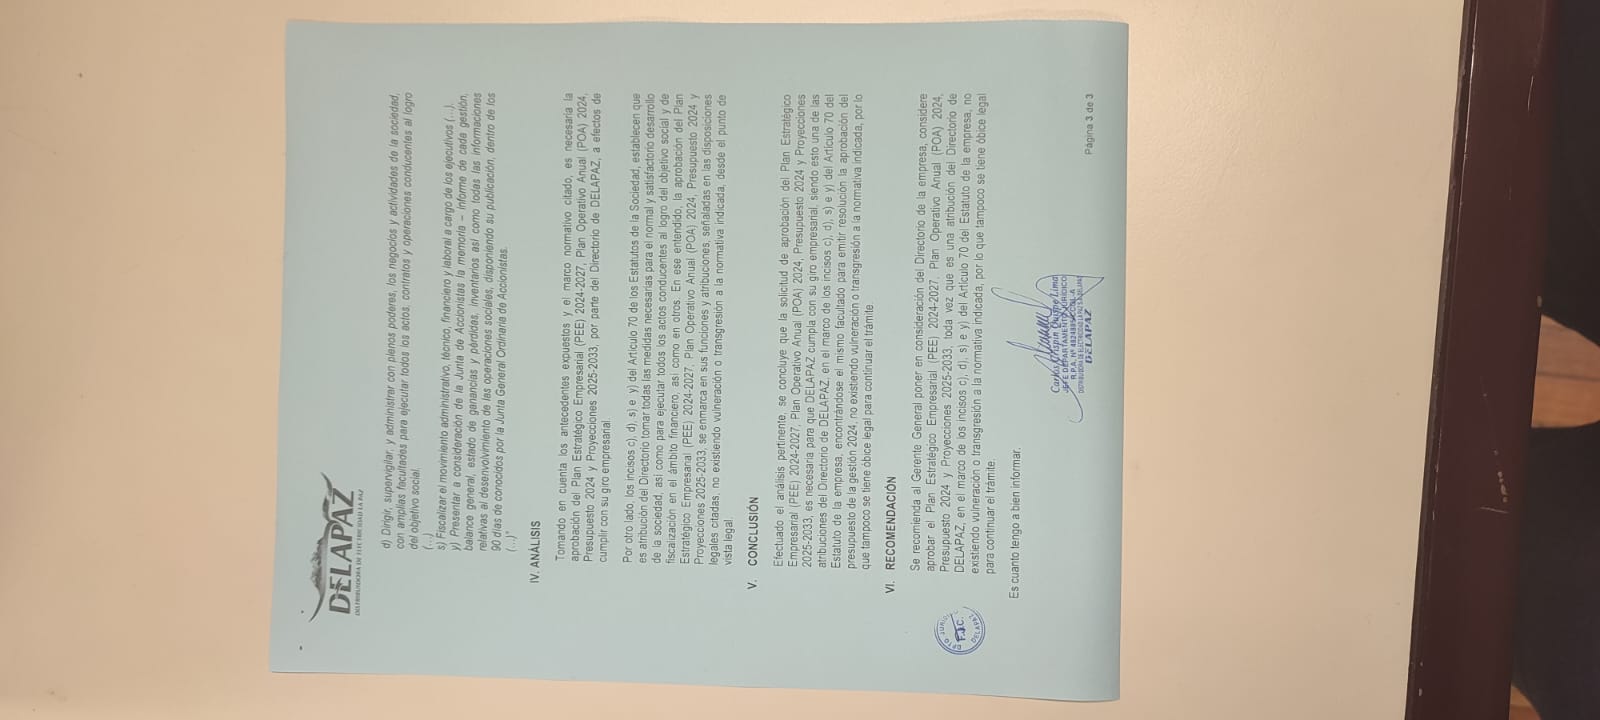 DELAPAZ
DISTRIBUIDORA DE ELECTRICIDAD LA PAZ
d) Dirigir, supervigilar, y administrar con plenos poderes, los negocios y actividades de la sociedad,
con amplias facultades para ejecutar todos los actos, contratos y operaciones conducentes al logro
del objetivo social.
(...)
s) Fiscalizar el movimiento administrativo, técnico, financiero y laboral a cargo de los ejecutivos (...).
y) Presentar a consideración de la Junta de Accionistas la memoria – informe de cada gestión,
balance general, estado de ganancias y pérdidas, inventarios así como todas las informaciones
relativas al desenvolvimiento de las operaciones sociales, disponiendo su publicación, dentro de los
90 días de conocidos por la Junta General Ordinaria de Accionistas.
(...)"
IV. ANÁLISIS
Tomando en cuenta los antecedentes expuestos y el marco normativo citado, es necesaria la
aprobación del Plan Estratégico Empresarial (PEE) 2024-2027, Plan Operativo Anual (POA) 2024,
Presupuesto 2024 y Proyecciones 2025-2033, por parte del Directorio de DELAPAZ, a efectos de
cumplir con su giro empresarial.
Por otro lado, los incisos c), d), s) e y) del Artículo 70 de los Estatutos de la Sociedad, establecen que
es atribución del Directorio tomar todas las medidas necesarias para el normal y satisfactorio desarrollo
de la sociedad, así como para ejecutar todos los actos conducentes al logro del objetivo social y de
fiscalización en el ámbito financiero, así como en otros. En ese entendido, la aprobación del Plan
Estratégico Empresarial (PEE) 2024-2027, Plan Operativo Anual (POA) 2024, Presupuesto 2024 y
Proyecciones 2025-2033, se enmarca en sus funciones y atribuciones, señaladas en las disposiciones
legales citadas, no existiendo vulneración o transgresión a la normativa indicada, desde el punto de
vista legal.
V. CONCLUSIÓN
Efectuado el análisis pertinente, se concluye que la solicitud de aprobación del Plan Estratégico
Empresarial (PEE) 2024-2027, Plan Operativo Anual (POA) 2024, Presupuesto 2024 y Proyecciones
2025-2033, es necesaria para que DELAPAZ cumpla con su giro empresarial, siendo esto una de las
atribuciones del Directorio de DELAPAZ, en el marco de los incisos c), d), s) e y) del Artículo 70 del
Estatuto de la empresa, encontrándose el mismo facultado para emitir resolución la aprobación del
presupuesto de la gestión 2024, no existiendo vulneración o transgresión a la normativa indicada, por lo
que tampoco se tiene óbice legal para continuar el trámite.
VI. RECOMENDACIÓN
Se recomienda al Gerente General poner en consideración del Directorio de la empresa, considere
aprobar el Plan Estratégico Empresarial (PEE) 2024-2027, Plan Operativo Anual (POA) 2024,
Presupuesto 2024 y Proyecciones 2025-2033, toda vez que es una atribución del Directorio de
DELAPAZ, en el marco de los incisos c), d), s) e y) del Artículo 70 del Estatuto de la empresa, no
existiendo vulneración o transgresión a la normativa indicada, por lo que tampoco se tiene óbice legal
para continuar el trámite.
Es cuanto tengo a bien informar.
F.J.C.
DELAPAZ
Carlos Crispin Quispe Lima
JEFE DEPARTAMENTO JURÍDICO
DELAPAZ
Página 3 de 3